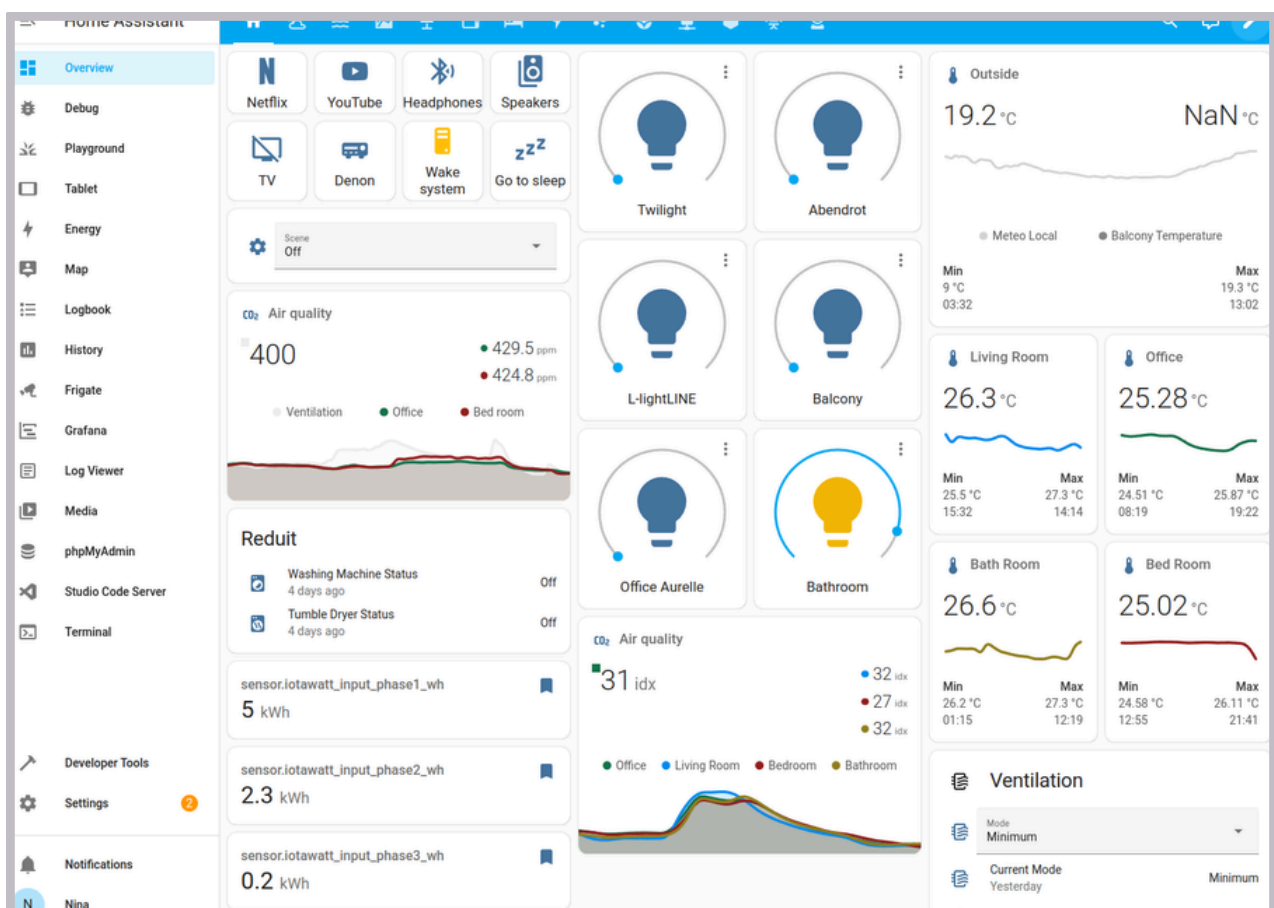 Home Assistant
Overview
Debug
Playground
Tablet
Energy
Map
Logbook
History
Frigate
Grafana
Log Viewer
Media
phpMyAdmin
Studio Code Server
Terminal
Developer Tools
Settings
2
Notifications
N
Nina
Netflix
YouTube
Headphones
Speakers
TV
Denon
Wake
system
zzZ
Go to sleep
Scene
Off
CO2 Air quality
400
429.5 ppm
424.8 ppm
Ventilation
Office
Bed room
Reduit
Washing Machine Status
4 days ago
Off
Tumble Dryer Status
4 days ago
Off
sensor.iotawatt_input_phase1_wh
5 kWh
sensor.iotawatt_input_phase2_wh
2.3 kWh
sensor.iotawatt_input_phase3_wh
0.2 kWh
Twilight
Abendrot
L-lightLINE
Balcony
Office Aurelle
Bathroom
CO2 Air quality
31 idx
32 idx
27 idx
32 idx
Office
Living Room
Bedroom
Bathroom
Outside
19.2 °C
NaN °C
Meteo Local
Balcony Temperature
Min
9 °C
03:32
Max
19.3 °C
13:02
Living Room
26.3 °C
Min
25.5 °C
15:32
Max
27.3 °C
14:14
Office
25.28 °C
Min
24.51 °C
08:19
Max
25.87 °C
19:22
Bath Room
26.6 °C
Min
26.2 °C
01:15
Max
27.3 °C
12:19
Bed Room
25.02 °C
Min
24.58 °C
12:55
Max
26.11 °C
21:41
Ventilation
Mode
Minimum
Current Mode
Yesterday
Minimum